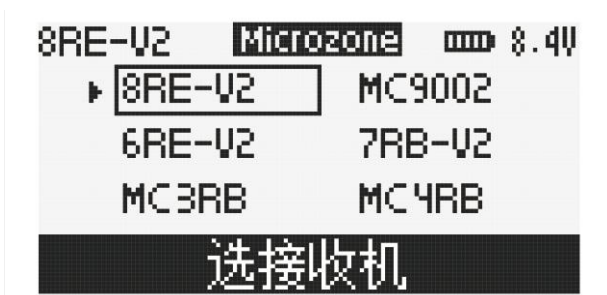 8RE-V2 Microzone 8.4V
8RE-V2 MC9002
6RE-V2 7RB-V2
MC3RB MC4RB
选接收机